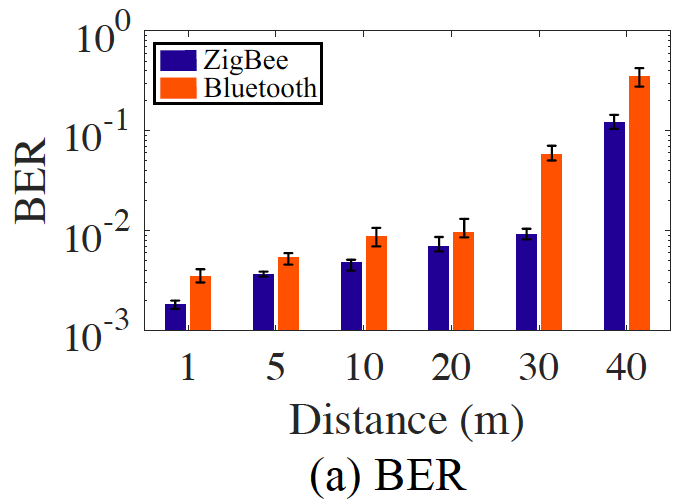 10^0
ZigBee
Bluetooth
10^-1
BER
10^-2
10^-3
1 5 10 20 30 40
Distance (m)
(a) BER